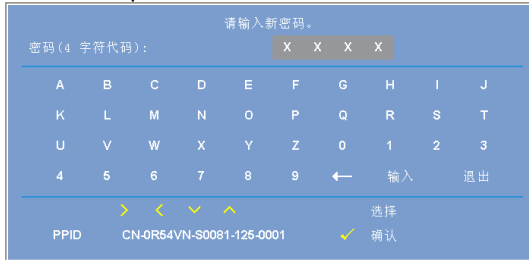 请输入新密码。
密码(4 字符代码): X X X X
A B C D E F G H I J
K L M N O P Q R S T
U V W X Y Z 0 1 2 3
4 5 6 7 8 9 ← 输入 退出
> < ∨ ∧ 选择
PPID CN-0R54VN-S0081-125-0001 ✓ 确认